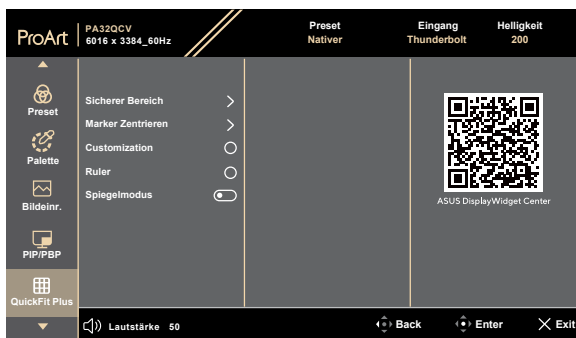 ProArt
PA32QCV
6016 x 3384_60Hz
Preset
Nativer
Eingang
Thunderbolt
Helligkeit
200
Preset
Palette
Bildeinr.
PIP/PBP
QuickFit Plus
Sicherer Bereich
Marker Zentrieren
Customization
Ruler
Spiegelmodus
ASUS DisplayWidget Center
Lautstärke 50
Back
Enter
Exit